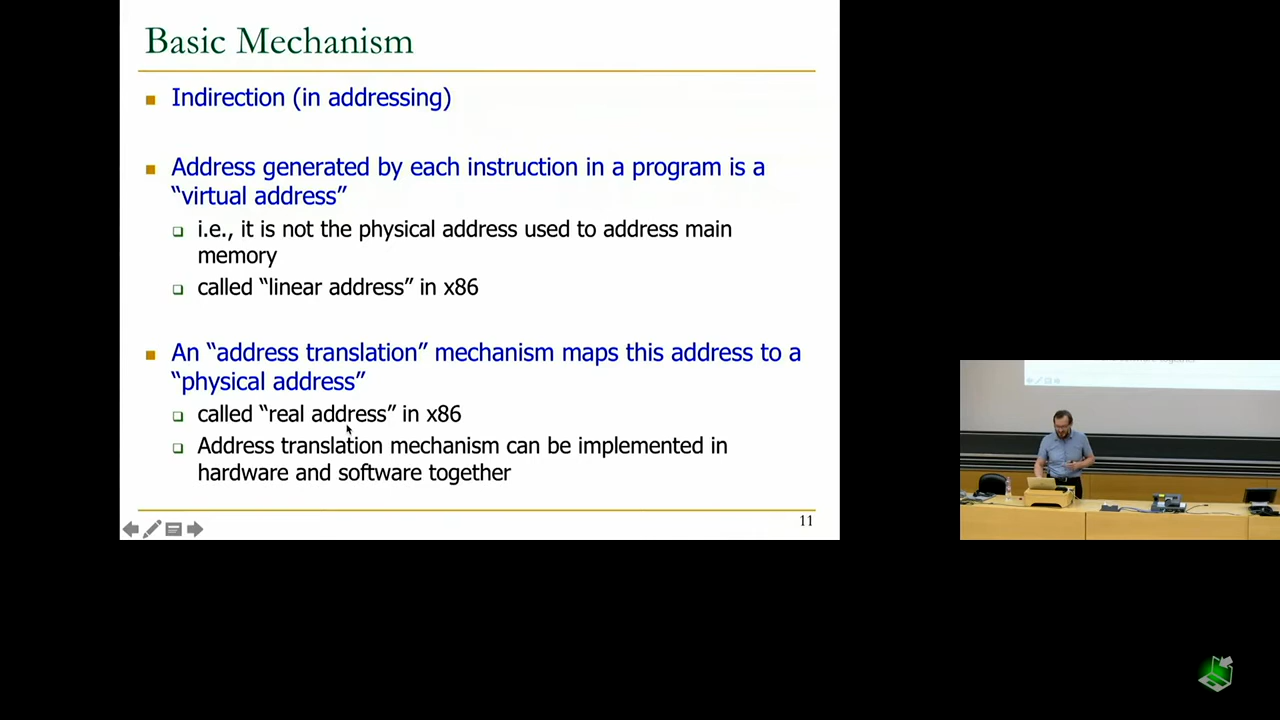 Basic Mechanism
Indirection (in addressing)
Address generated by each instruction in a program is a
“virtual address”
i.e., it is not the physical address used to address main
memory
called “linear address” in x86
An “address translation” mechanism maps this address to a
“physical address”
called “real address” in x86
Address translation mechanism can be implemented in
hardware and software together
11